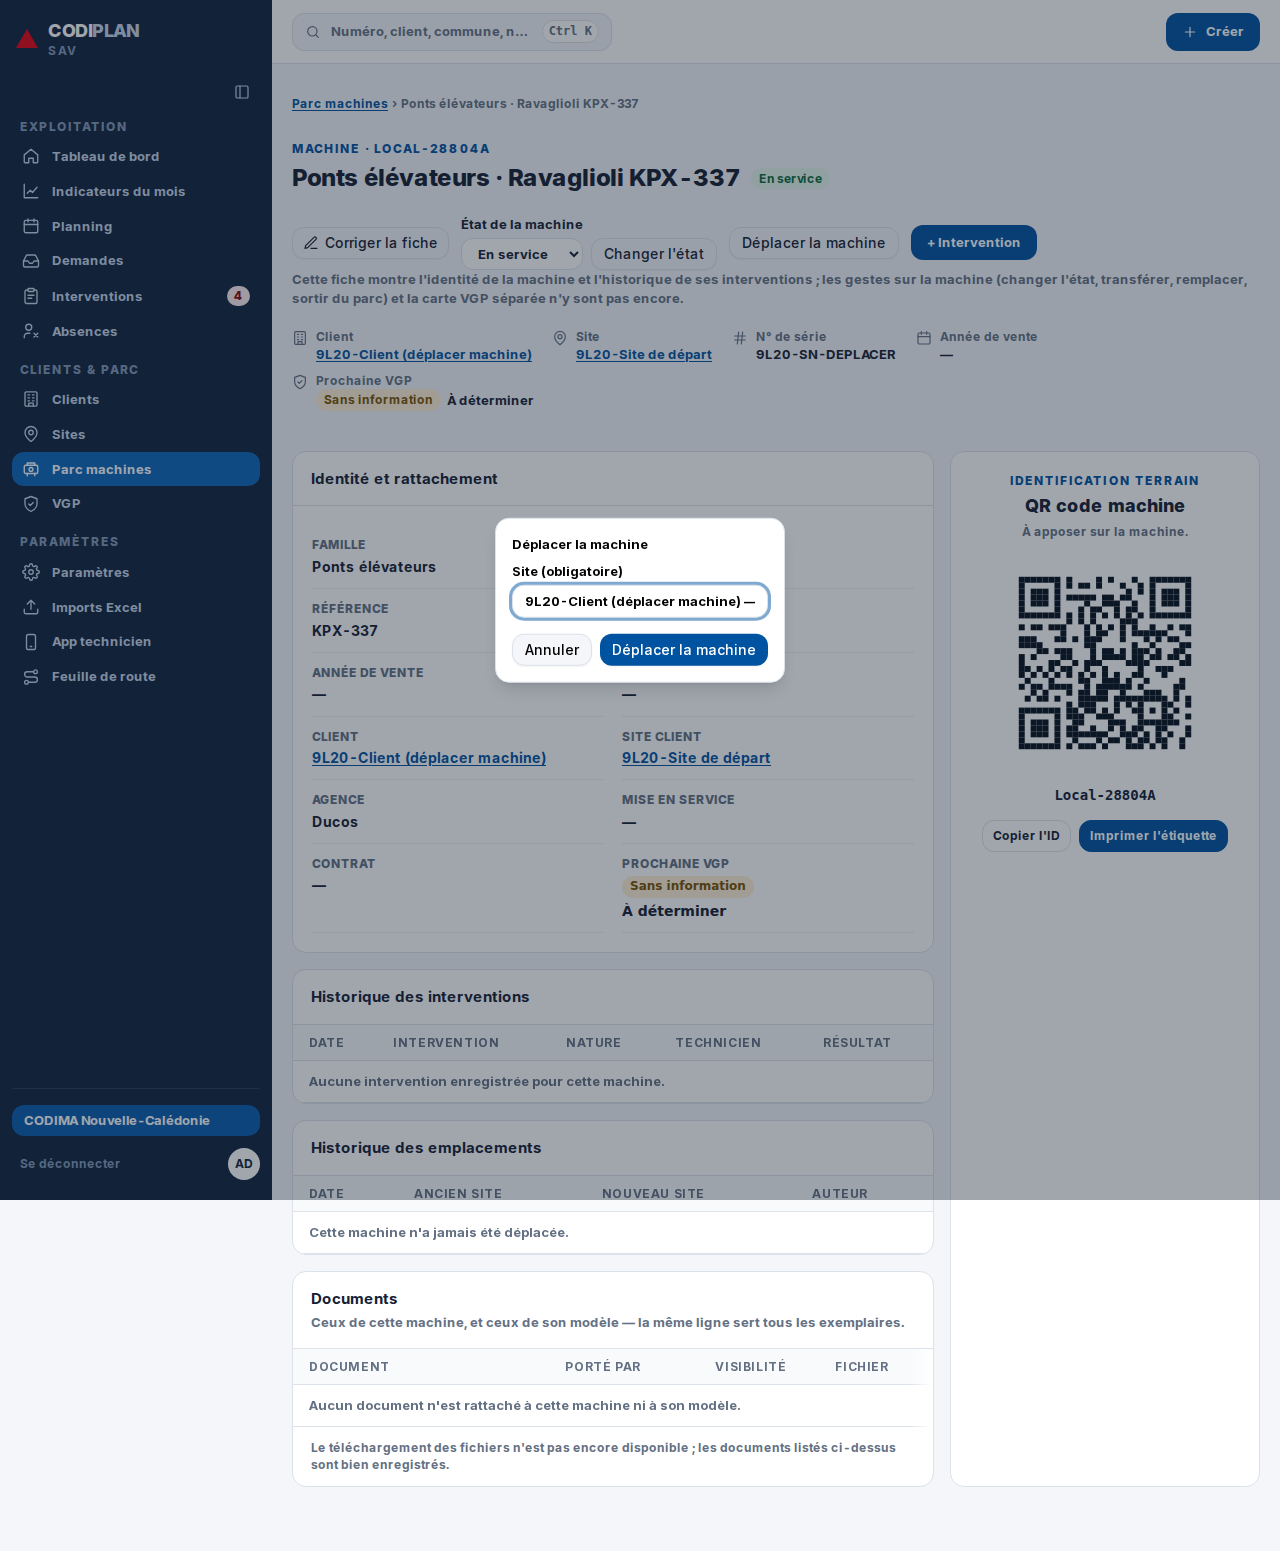 CODIPLAN
SAV
EXPLOITATION
Tableau de bord
Indicateurs du mois
Planning
Demandes
Interventions 4
Absences
CLIENTS & PARC
Clients
Sites
Parc machines
VGP
PARAMÈTRES
Paramètres
Imports Excel
App technicien
Feuille de route
CODIMA Nouvelle-Calédonie
Se déconnecter AD
Numéro, client, commune, n… Ctrl K
Créer
Parc machines › Ponts élévateurs · Ravaglioli KPX-337
MACHINE · LOCAL-28804A
Ponts élévateurs · Ravaglioli KPX-337 En service
Corriger la fiche
État de la machine
En service
Changer l'état
Déplacer la machine
+ Intervention
Cette fiche montre l'identité de la machine et l'historique de ses interventions ; les gestes sur la machine (changer l'état, transférer, remplacer,
sortir du parc) et la carte VGP séparée n'y sont pas encore.
Client
9L20-Client (déplacer machine)
Site
9L20-Site de départ
N° de série
9L20-SN-DEPLACER
Année de vente
—
Prochaine VGP
Sans information À déterminer
Identité et rattachement
FAMILLE
Ponts élévateurs
RÉFÉRENCE
KPX-337
ANNÉE DE VENTE
—
—
CLIENT
9L20-Client (déplacer machine)
SITE CLIENT
9L20-Site de départ
AGENCE
Ducos
MISE EN SERVICE
—
CONTRAT
—
PROCHAINE VGP
Sans information
À déterminer
Déplacer la machine
Site (obligatoire)
9L20-Client (déplacer machine) —
Annuler
Déplacer la machine
IDENTIFICATION TERRAIN
QR code machine
À apposer sur la machine.
Local-28804A
Copier l'ID
Imprimer l'étiquette
Historique des interventions
DATE INTERVENTION NATURE TECHNICIEN RÉSULTAT
Aucune intervention enregistrée pour cette machine.
Historique des emplacements
DATE ANCIEN SITE NOUVEAU SITE AUTEUR
Cette machine n'a jamais été déplacée.
Documents
Ceux de cette machine, et ceux de son modèle — la même ligne sert tous les exemplaires.
DOCUMENT PORTÉ PAR VISIBILITÉ FICHIER
Aucun document n'est rattaché à cette machine ni à son modèle.
Le téléchargement des fichiers n'est pas encore disponible ; les documents listés ci-dessus
sont bien enregistrés.